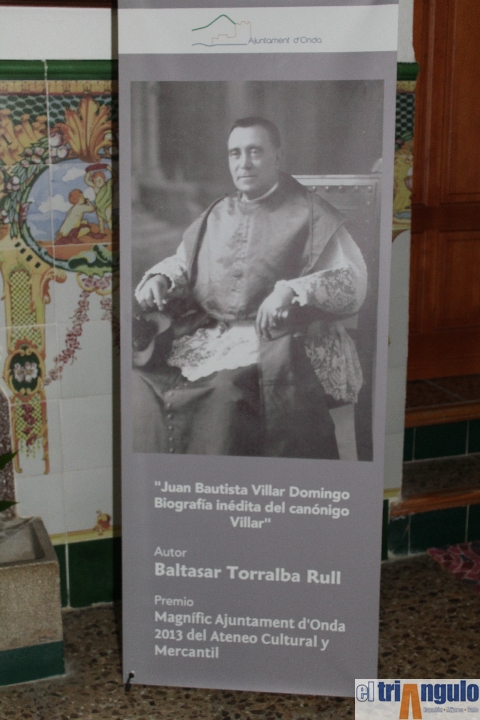 Ajuntament d'Onda
"Juan Bautista Villar Domingo
Biografía inédita del canónigo
Villar"
Autor
Baltasar Torralba Rull
Premio
Magnífic Ajuntament d'Onda
2013 del Ateneo Cultural y
Mercantil
el triAngulo